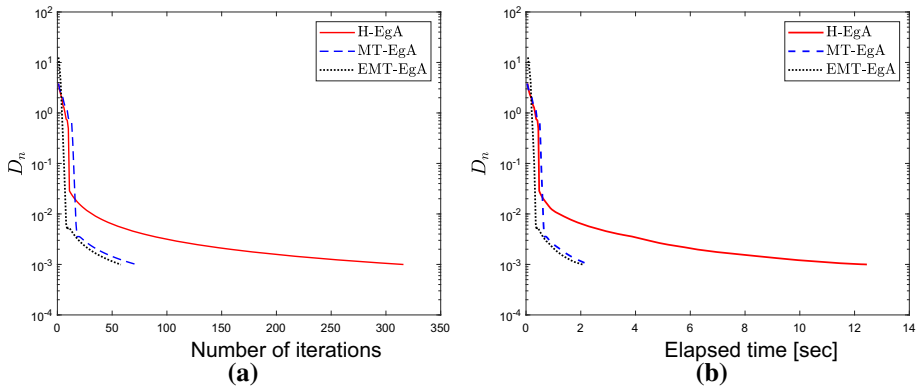 H-EgA
MT-EgA
EMT-EgA
10^2
10^1
10^0
10^-1
10^-2
10^-3
10^-4
D_n
0 50 100 150 200 250 300 350
Number of iterations
(a)
H-EgA
MT-EgA
EMT-EgA
10^2
10^1
10^0
10^-1
10^-2
10^-3
10^-4
D_n
0 2 4 6 8 10 12 14
Elapsed time [sec]
(b)